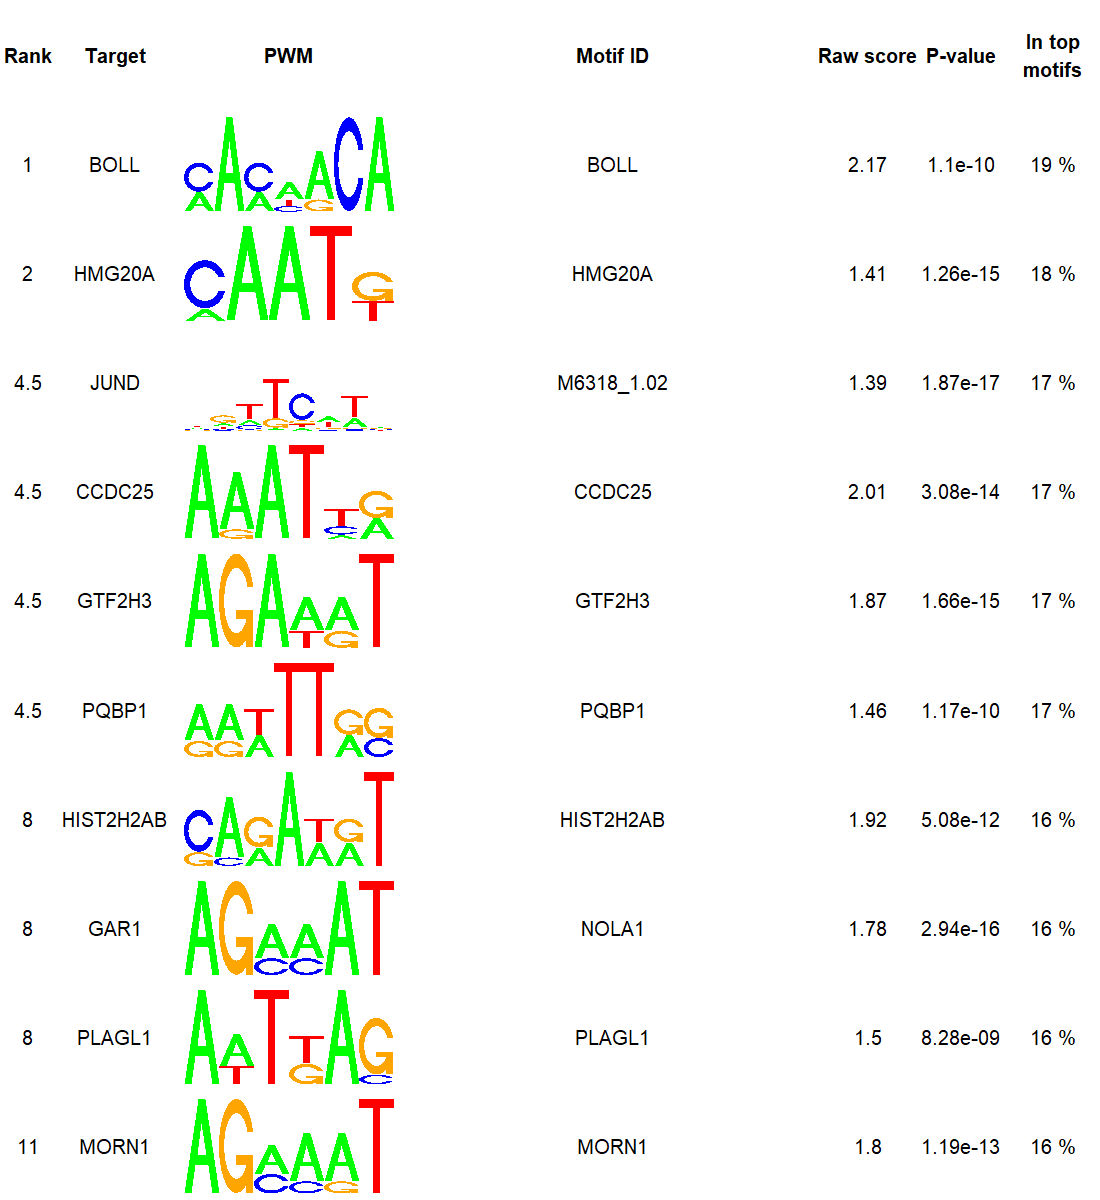 Rank Target PWM Motif ID Raw score P-value In top motifs
1 BOLL BOLL 2.17 1.1e-10 19 %
2 HMG20A HMG20A 1.41 1.26e-15 18 %
4.5 JUND M6318_1.02 1.39 1.87e-17 17 %
4.5 CCDC25 CCDC25 2.01 3.08e-14 17 %
4.5 GTF2H3 GTF2H3 1.87 1.66e-15 17 %
4.5 PQBP1 PQBP1 1.46 1.17e-10 17 %
8 HIST2H2AB HIST2H2AB 1.92 5.08e-12 16 %
8 GAR1 NOLA1 1.78 2.94e-16 16 %
8 PLAGL1 PLAGL1 1.5 8.28e-09 16 %
11 MORN1 MORN1 1.8 1.19e-13 16 %